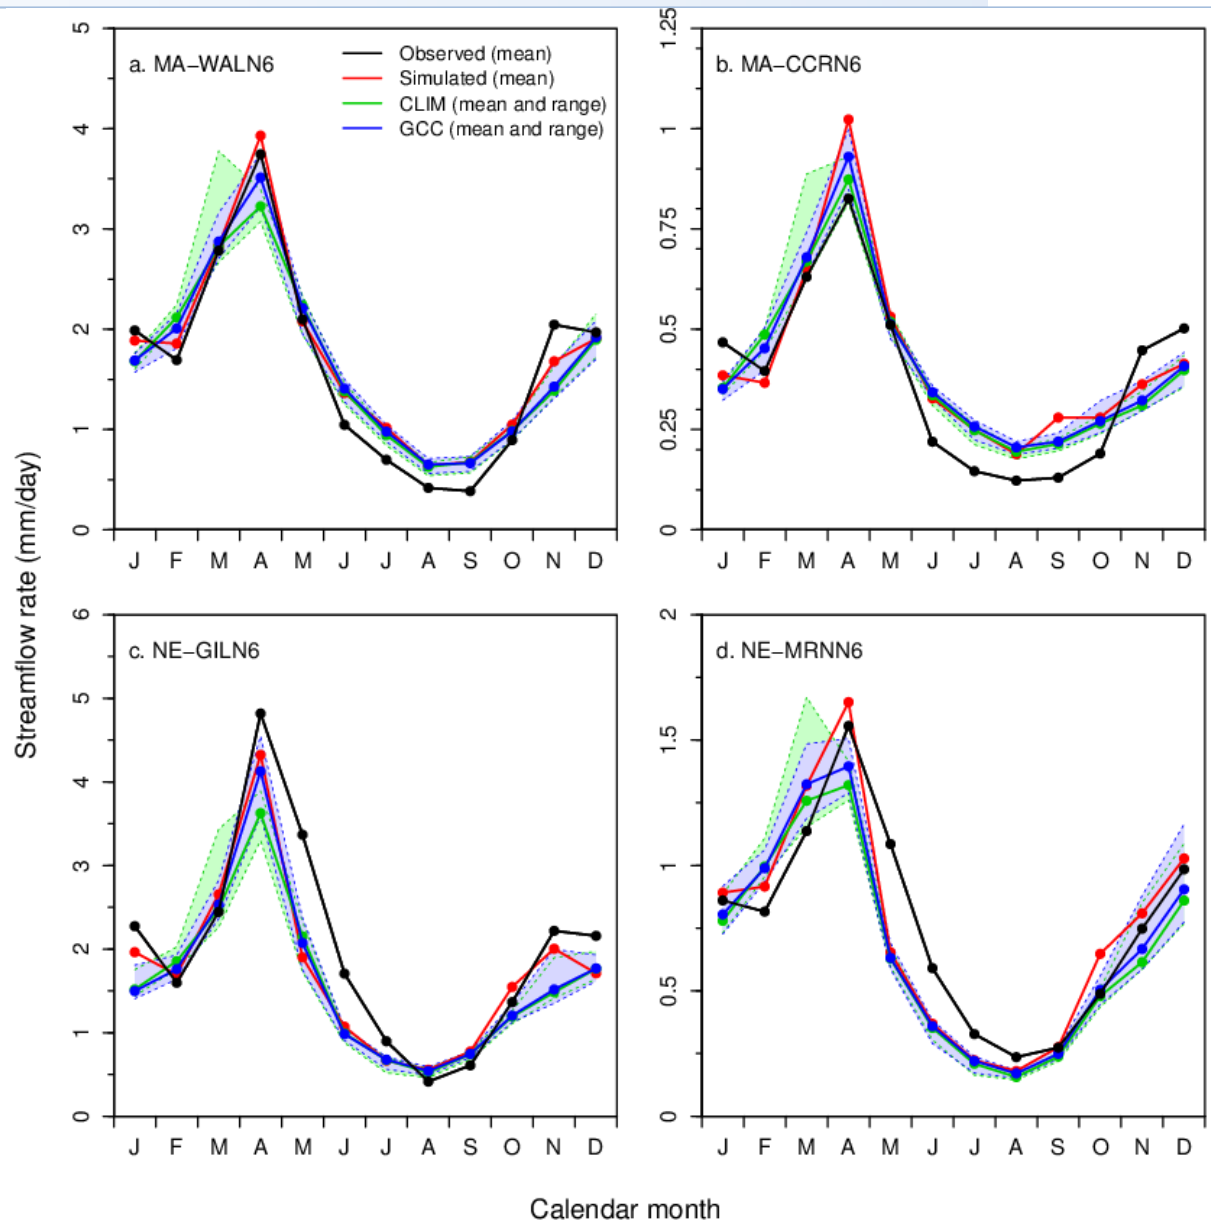 a. MA−WALN6
Observed (mean)
Simulated (mean)
CLIM (mean and range)
GCC (mean and range)
0
1
2
3
4
5
J F M A M J J A S O N D
b. MA−CCRN6
0
0.25
0.5
0.75
1
1.25
J F M A M J J A S O N D
Streamflow rate (mm/day)
c. NE−GILN6
0
1
2
3
4
5
6
J F M A M J J A S O N D
d. NE−MRNN6
0
0.5
1
1.5
2
J F M A M J J A S O N D
Calendar month